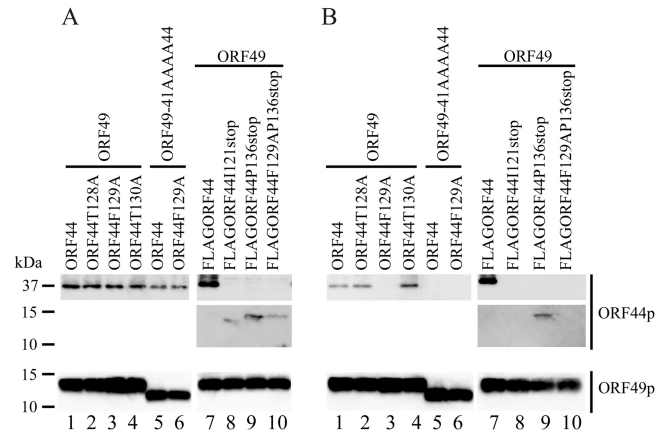 A
B
ORF49
ORF49-41AAAA44
ORF49
ORF49
ORF49-41AAAA44
ORF49
ORF44
ORF44T128A
ORF44F129A
ORF44T130A
ORF44
ORF44F129A
FLAGORF44
FLAGORF44I121stop
FLAGORF44P136stop
FLAGORF44F129AP136stop
ORF44
ORF44T128A
ORF44F129A
ORF44T130A
ORF44
ORF44F129A
FLAGORF44
FLAGORF44I121stop
FLAGORF44P136stop
FLAGORF44F129AP136stop
kDa
37
15
10
ORF44p
15
10
ORF49p
1 2 3 4 5 6 7 8 9 10 1 2 3 4 5 6 7 8 9 10